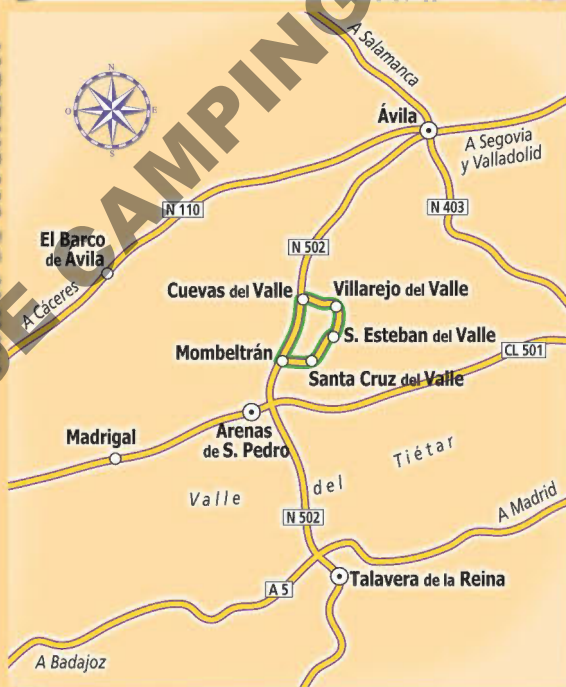 A Salamanca
N
O
E
S
Ávila
A Segovia
y Valladolid
N 110
N 403
El Barco
de Ávila
N 502
A Cáceres
Cuevas del Valle
Villarejo del Valle
S. Esteban del Valle
Mombeltrán
CL 501
Santa Cruz del Valle
Arenas
de S. Pedro
Madrigal
Valle del Tiétar
N 502
A Madrid
Talavera de la Reina
A 5
A Badajoz
DE CAMPING